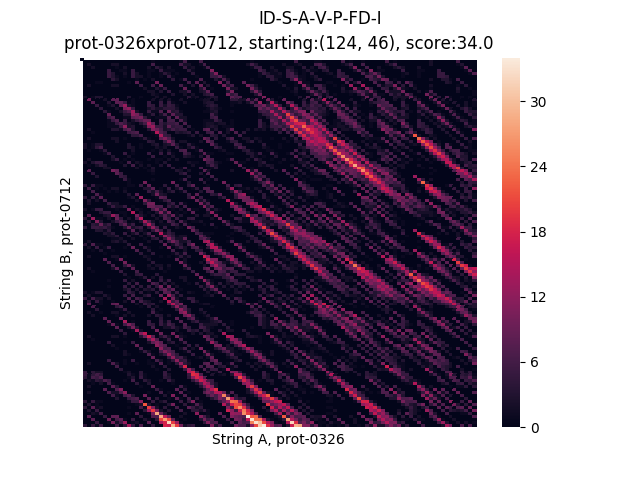 ID-S-A-V-P-FD-I
prot-0326xprot-0712, starting:(124, 46), score:34.0
String B, prot-0712
String A, prot-0326
30
24
18
12
6
0